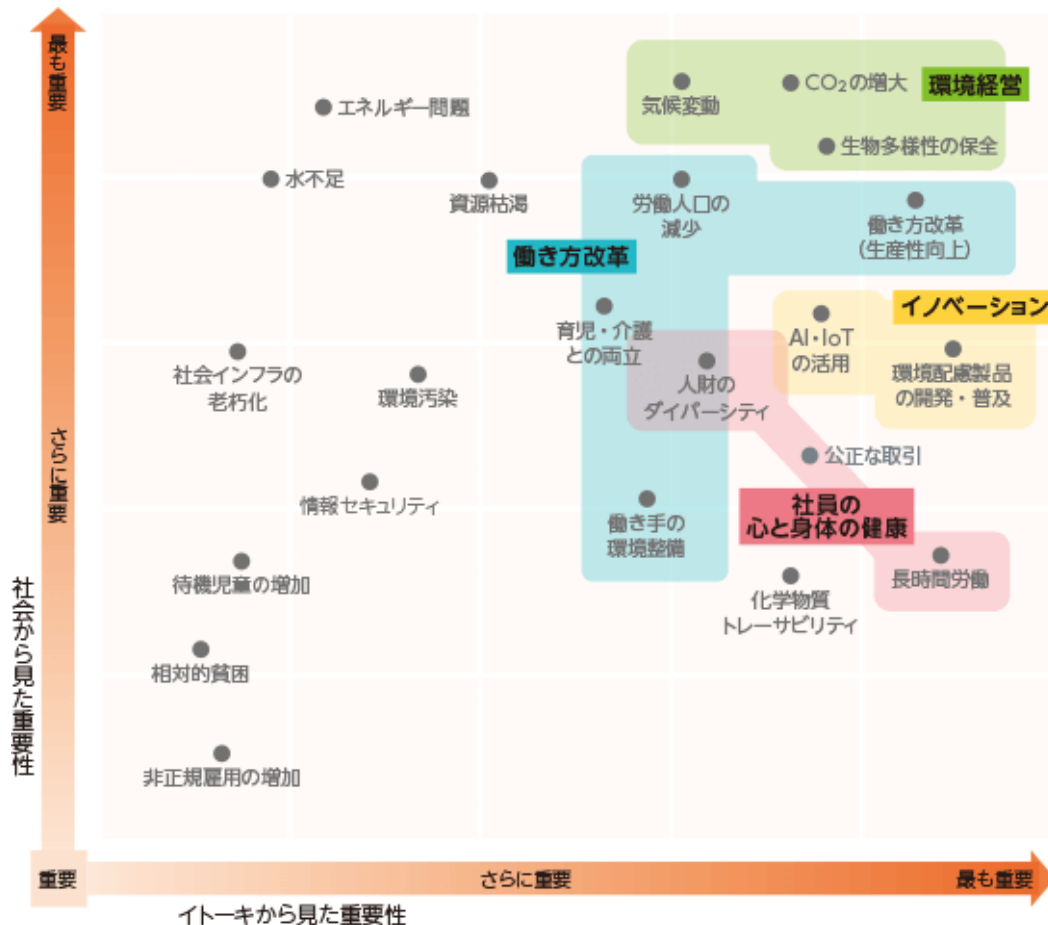 最も重要
さらに重要
社会から見た重要性
気候変動
CO₂の増大
環境経営
エネルギー問題
生物多様性の保全
水不足
資源枯渇
労働人口の
減少
働き方改革
(生産性向上)
働き方改革
イノベーション
育児・介護
との両立
AI・IoT
の活用
社会インフラの
老朽化
環境汚染
人財の
ダイバーシティ
環境配慮製品
の開発・普及
公正な取引
情報セキュリティ
働き手の
環境整備
社員の
心と身体の健康
待機児童の増加
化学物質
トレーサビリティ
長時間労働
相対的貧困
非正規雇用の増加
重要
さらに重要
最も重要
イトーキから見た重要性